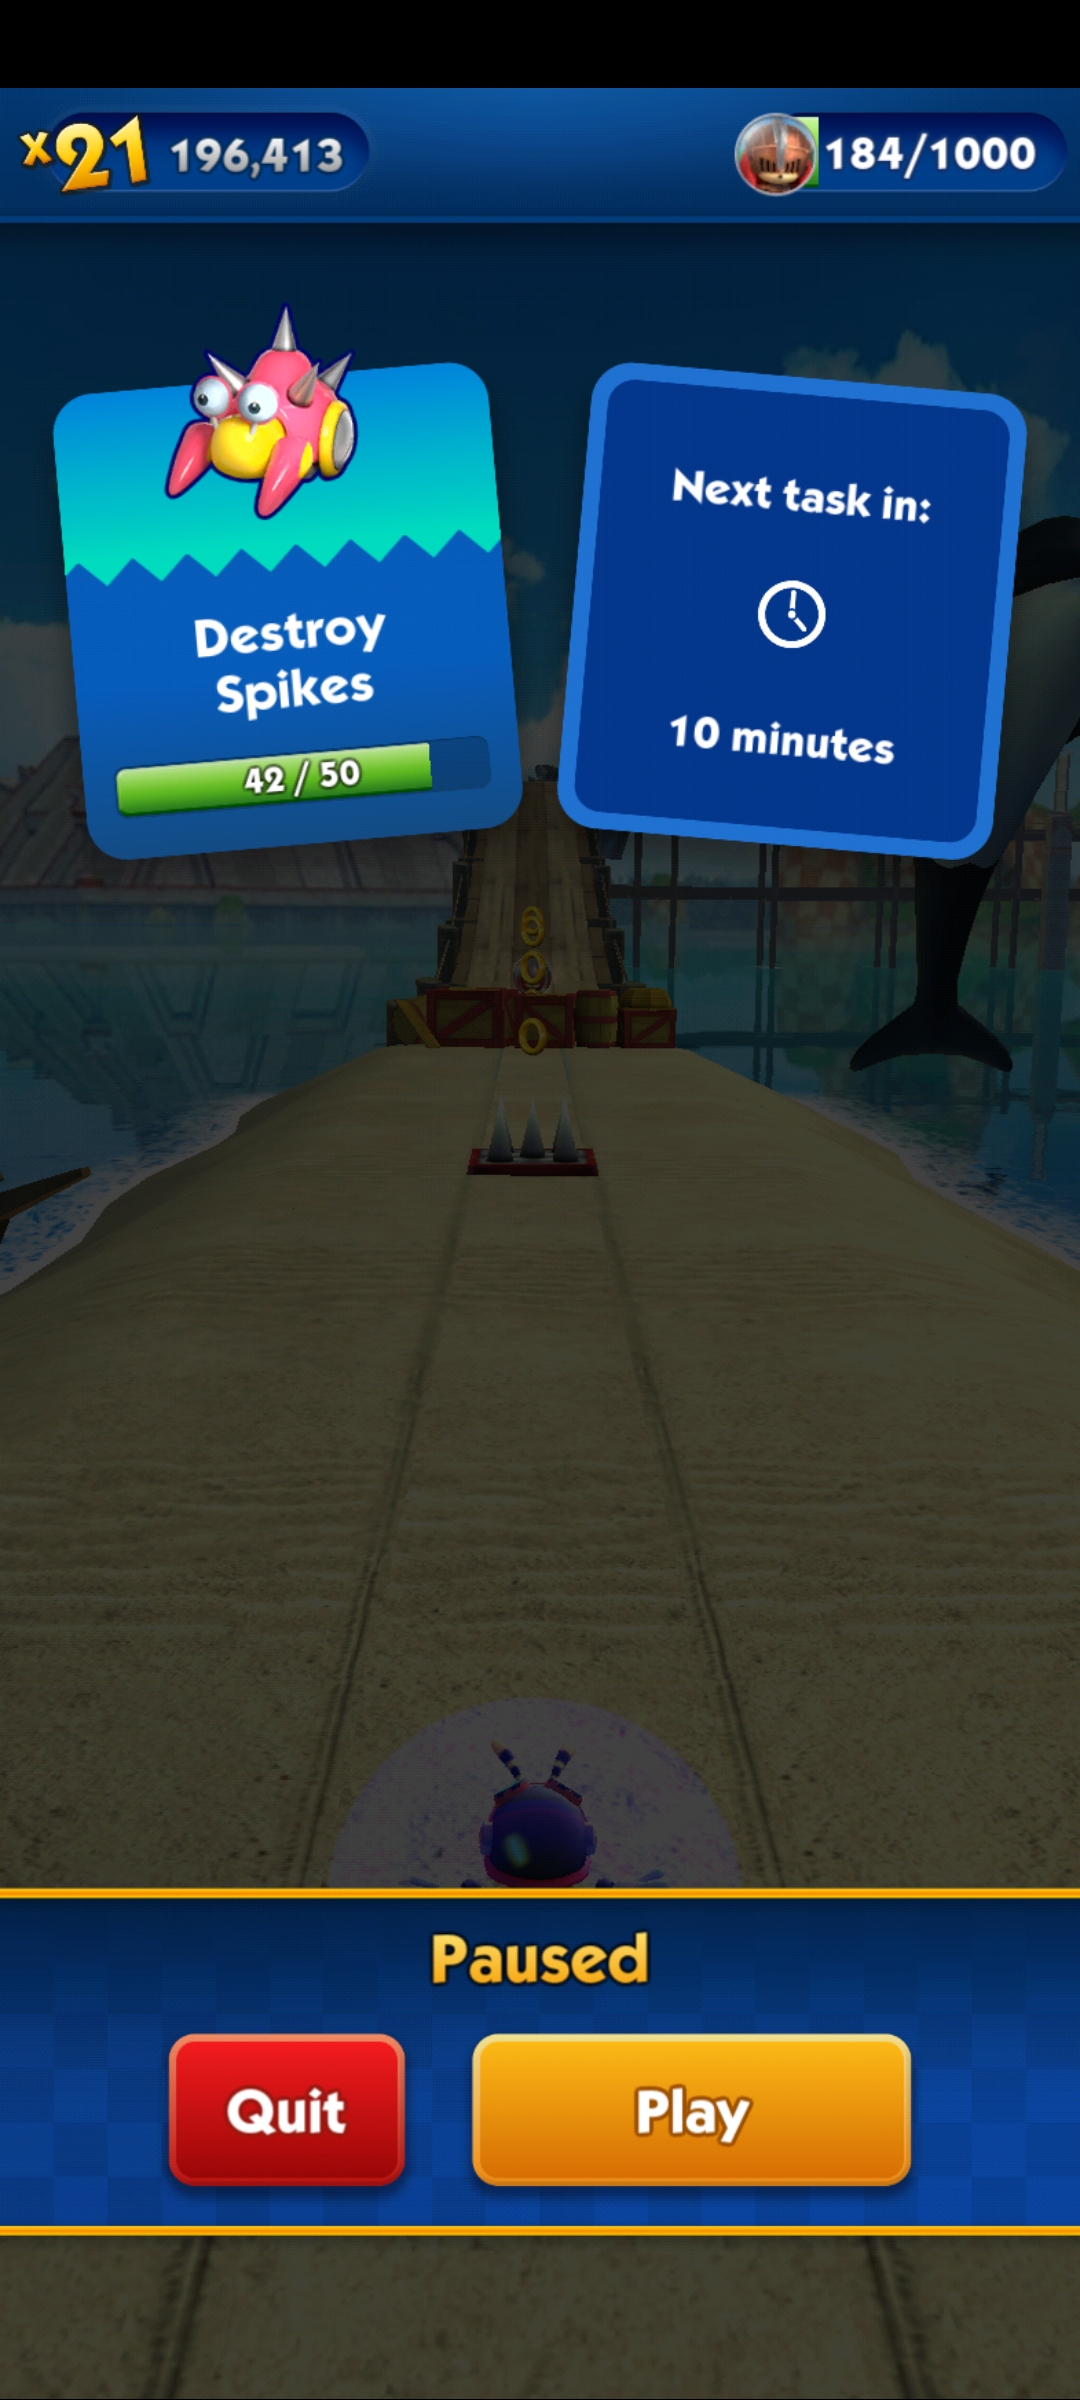 x21 196,413
184/1000
Destroy
Spikes
42 / 50
Next task in:
10 minutes
Paused
Quit
Play